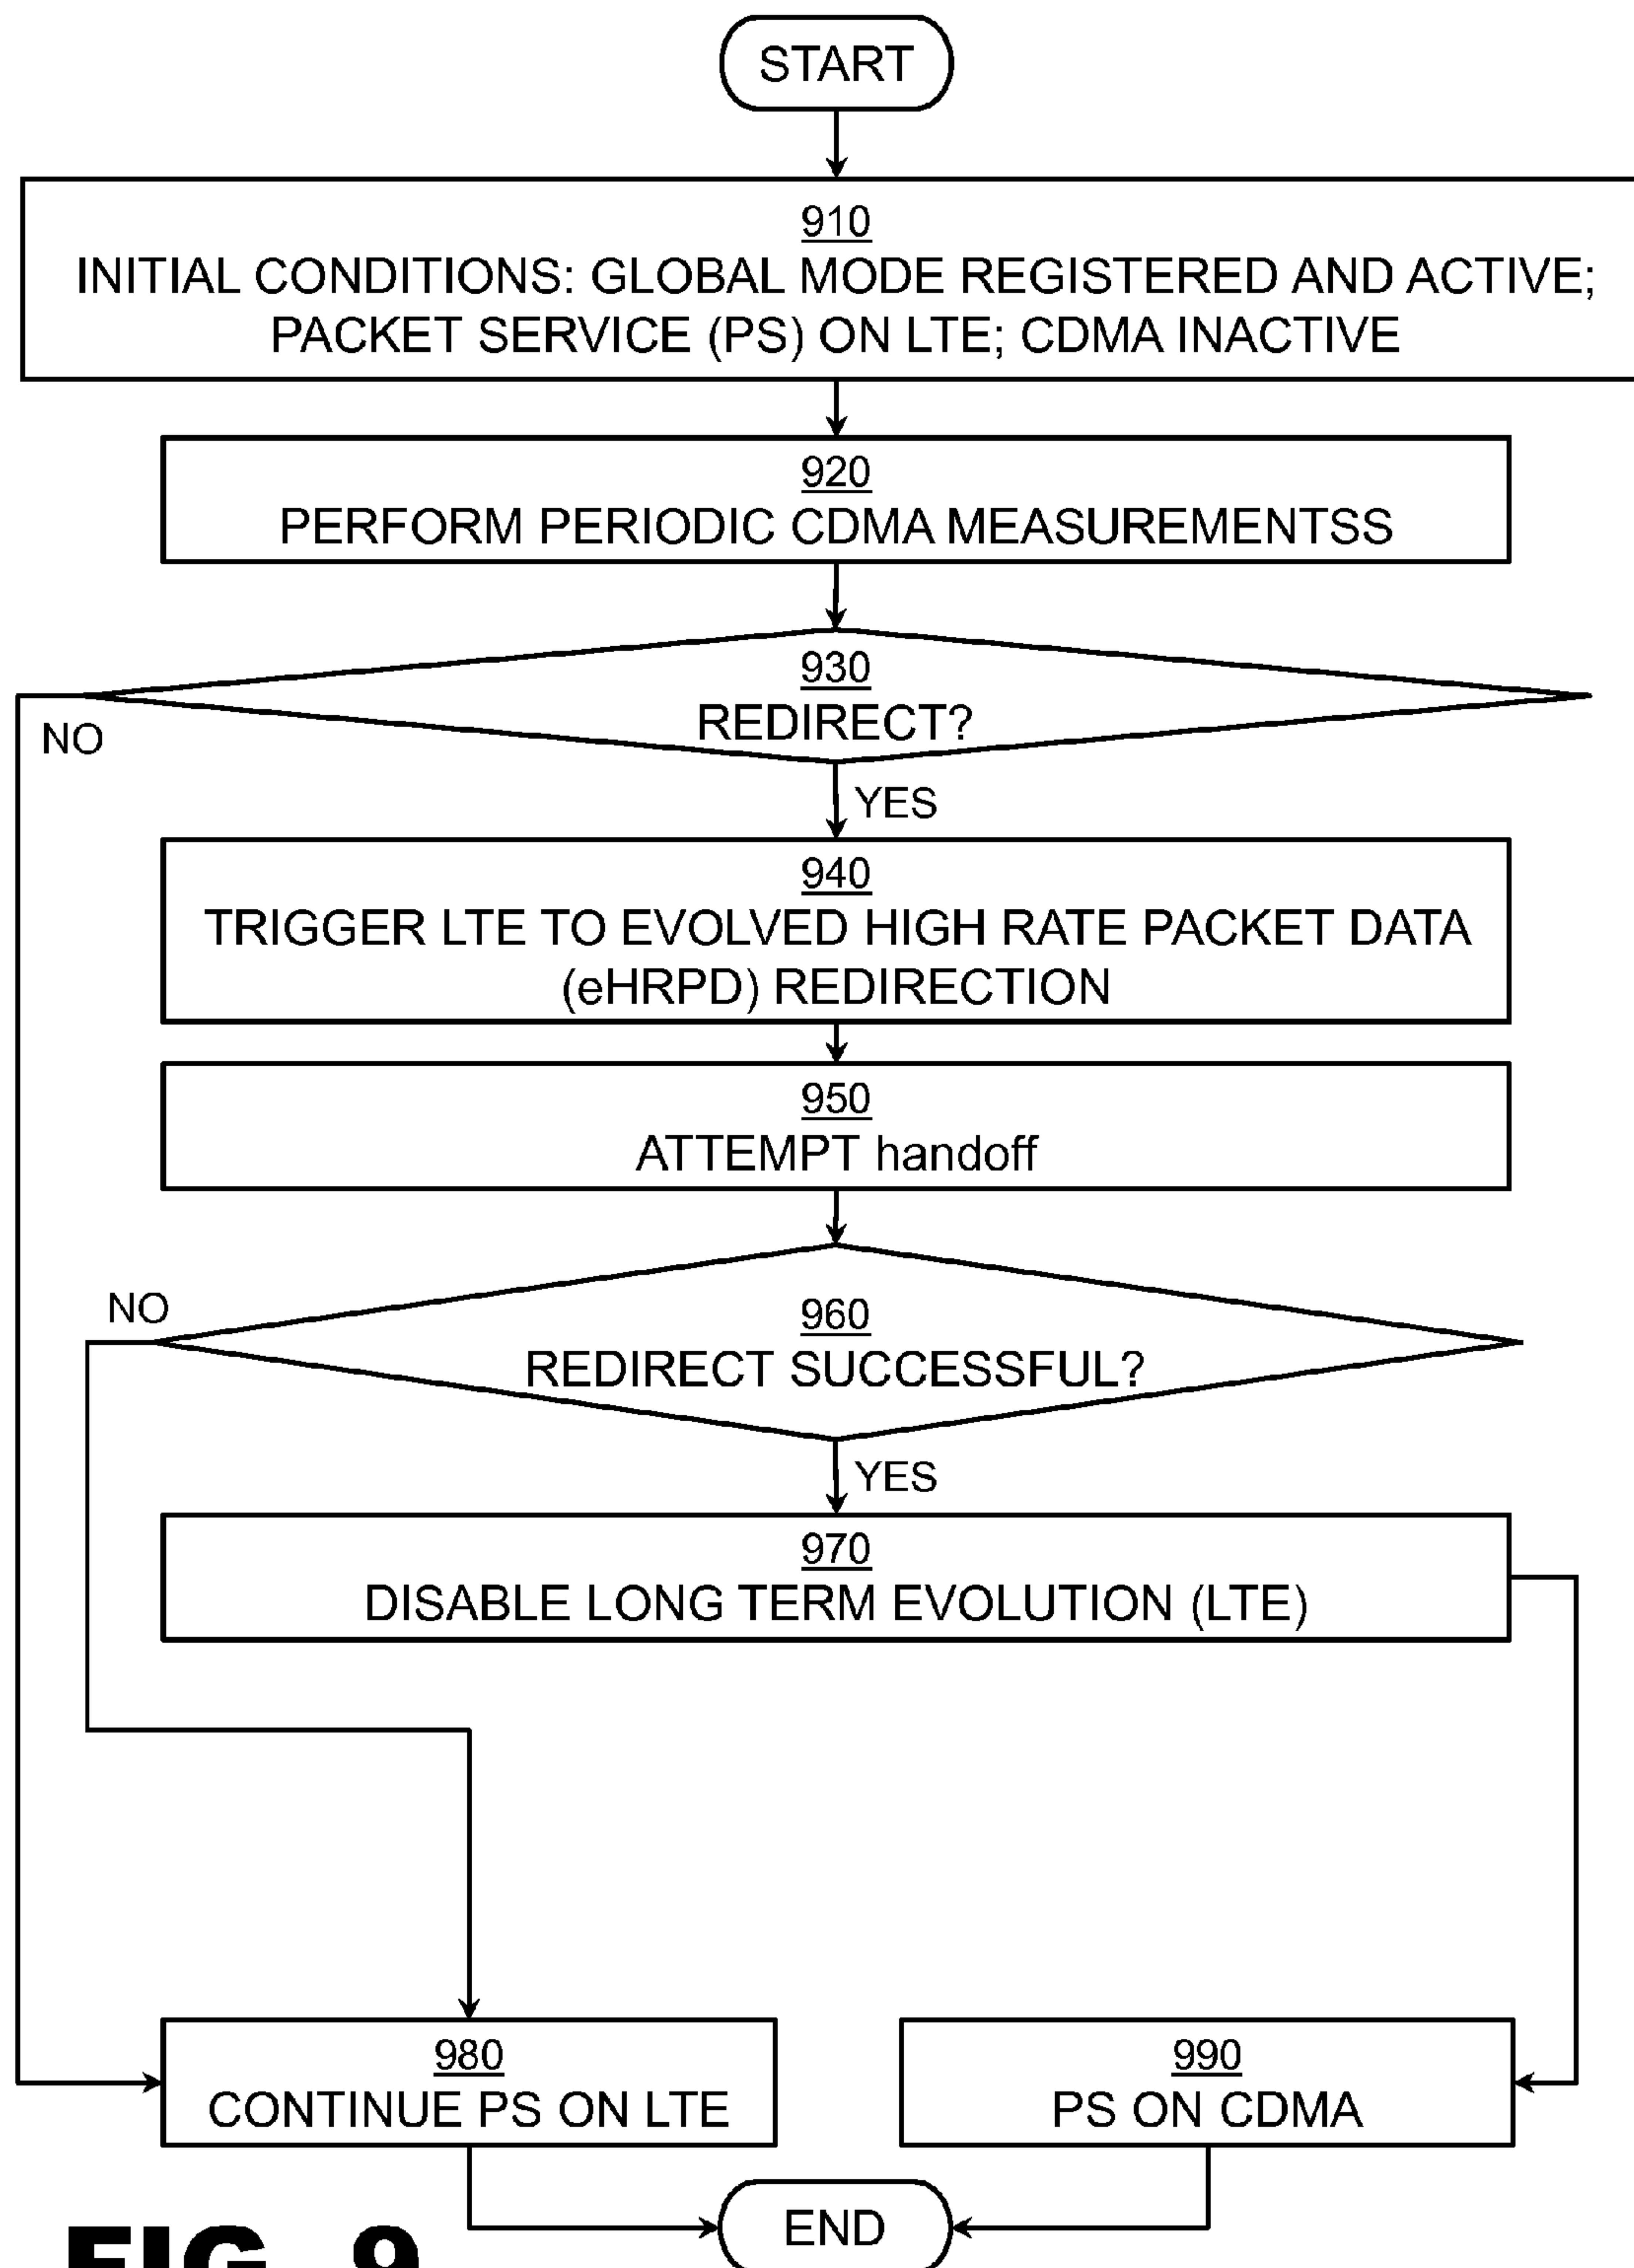 START
910
INITIAL CONDITIONS: GLOBAL MODE REGISTERED AND ACTIVE;
PACKET SERVICE (PS) ON LTE; CDMA INACTIVE
920
PERFORM PERIODIC CDMA MEASUREMENTSS
930
REDIRECT?
NO
YES
940
TRIGGER LTE TO EVOLVED HIGH RATE PACKET DATA
(eHRPD) REDIRECTION
950
ATTEMPT handoff
NO
960
REDIRECT SUCCESSFUL?
YES
970
DISABLE LONG TERM EVOLUTION (LTE)
980
CONTINUE PS ON LTE
990
PS ON CDMA
END
FIG. 9